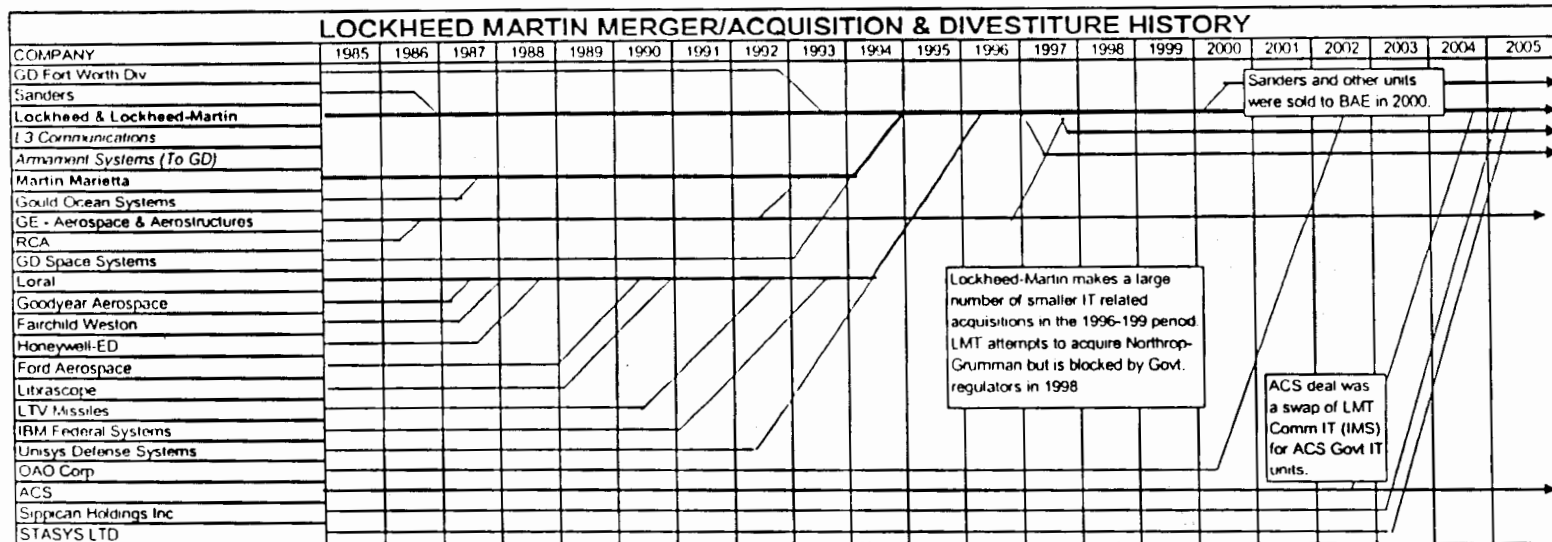 LOCKHEED MARTIN MERGER/ACQUISITION & DIVESTITURE HISTORY
COMPANY 1985 1986 1987 1988 1989 1990 1991 1992 1993 1994 1995 1996 1997 1998 1999 2000 2001 2002 2003 2004 2005
GD Fort Worth Div
Sanders
Lockheed & Lockheed-Martin
L3 Communications
Armament Systems (To GD)
Martin Marietta
Gould Ocean Systems
GE - Aerospace & Aerostructures
RCA
GD Space Systems
Loral
Goodyear Aerospace
Fairchild Weston
Honeywell-ED
Ford Aerospace
Librascope
LTV Missiles
IBM Federal Systems
Unisys Defense Systems
OAO Corp
ACS
Sippican Holdings Inc
STASYS LTD
Sanders and other units
were sold to BAE in 2000.
Lockheed-Martin makes a large
number of smaller IT related
acquisitions in the 1996-199 period.
LMT attempts to acquire Northrop-
Grumman but is blocked by Govt.
regulators in 1998
ACS deal was
a swap of LMT
Comm IT (IMS)
for ACS Govt IT
units.